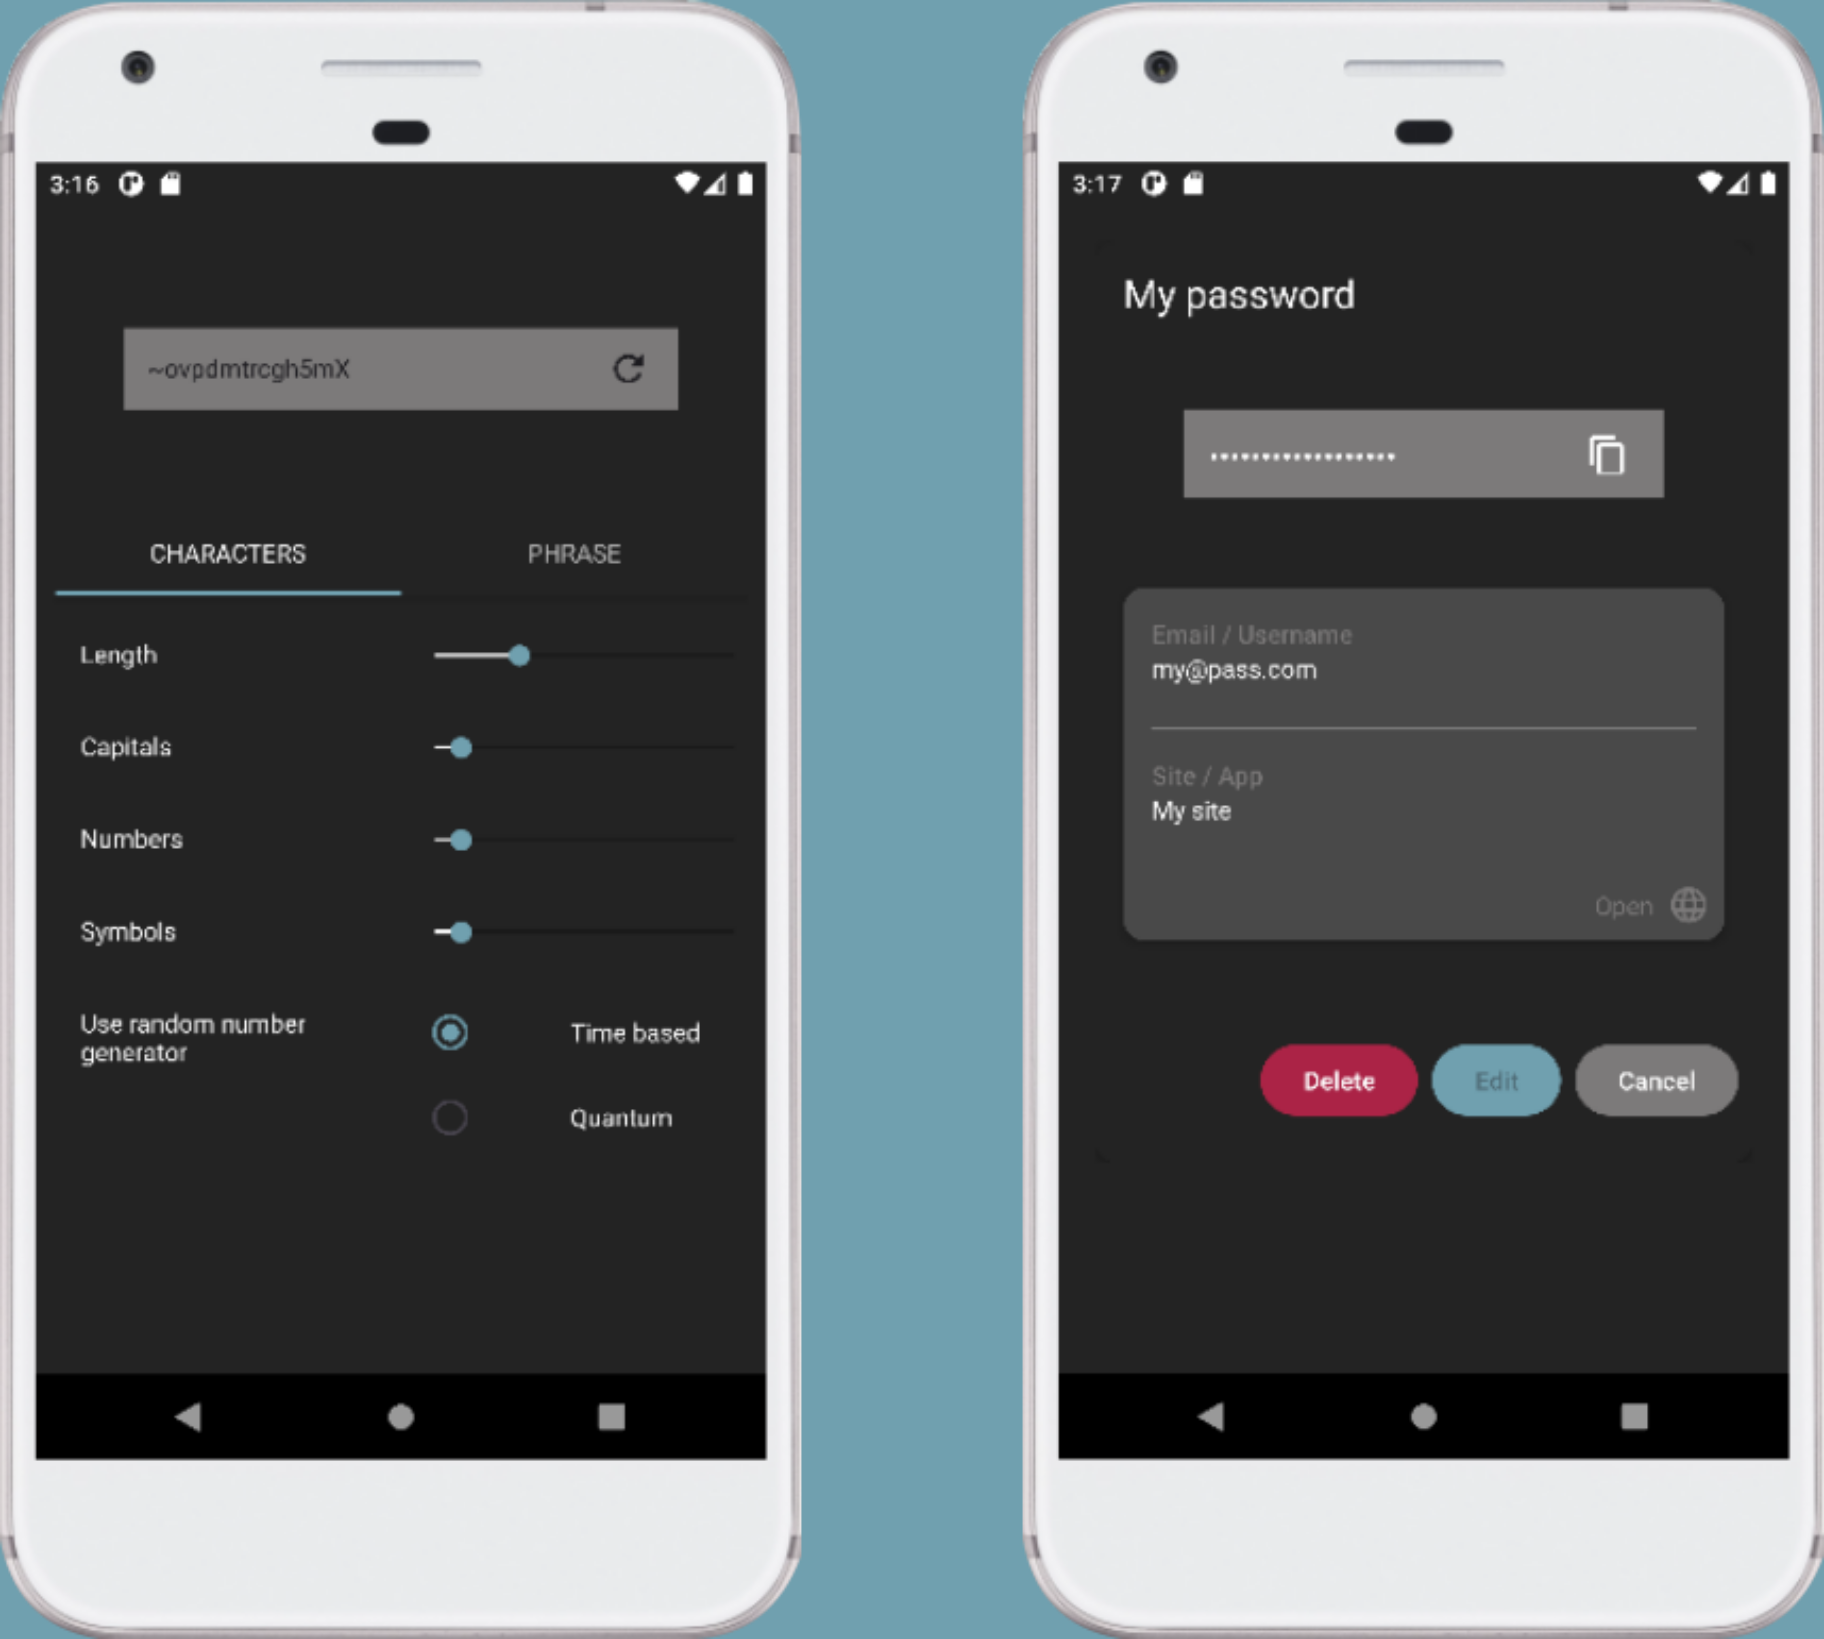 3:16
~ovpdmtrcgh5mX
CHARACTERS PHRASE
Length
Capitals
Numbers
Symbols
Use random number
generator
Time based
Quantum
3:17
My password
Email / Username
my@pass.com
Site / App
My site
Open
Delete Edit Cancel